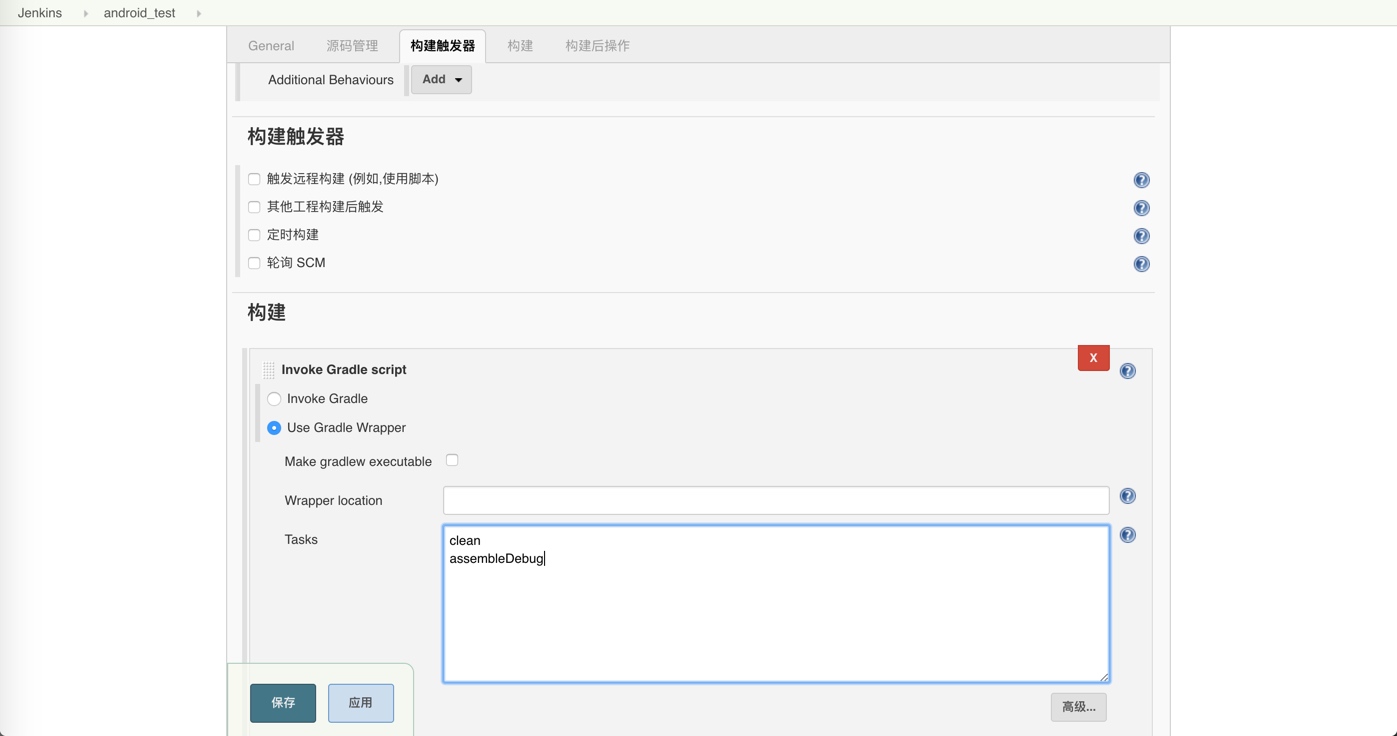 Jenkins android_test
General 源码管理 构建触发器 构建 构建后操作
Additional Behaviours Add
构建触发器
触发远程构建 (例如,使用脚本)
其他工程构建后触发
定时构建
轮询 SCM
构建
X
Invoke Gradle script
Invoke Gradle
Use Gradle Wrapper
Make gradlew executable
Wrapper location
Tasks clean
assembleDebug
保存 应用 高级...